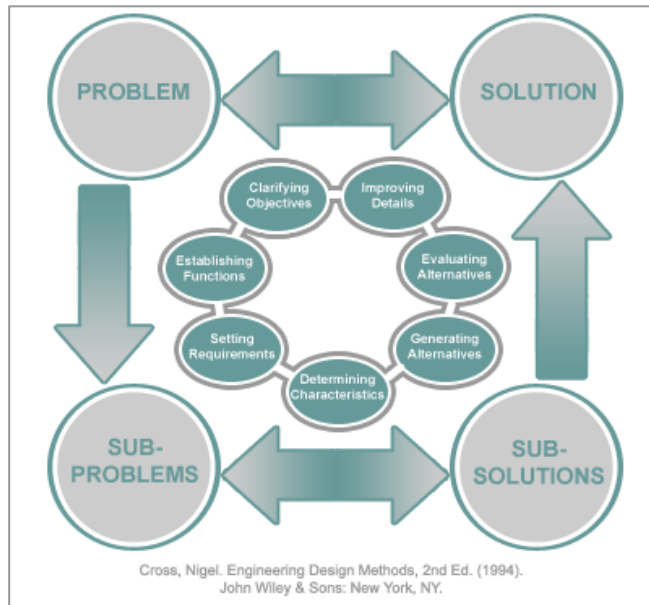 PROBLEM
SOLUTION
Clarifying
Objectives
Improving
Details
Establishing
Functions
Evaluating
Alternatives
Setting
Requirements
Generating
Alternatives
Determining
Characteristics
SUB-
PROBLEMS
SUB-
SOLUTIONS
Cross, Nigel. Engineering Design Methods, 2nd Ed. (1994).
John Wiley & Sons: New York, NY.